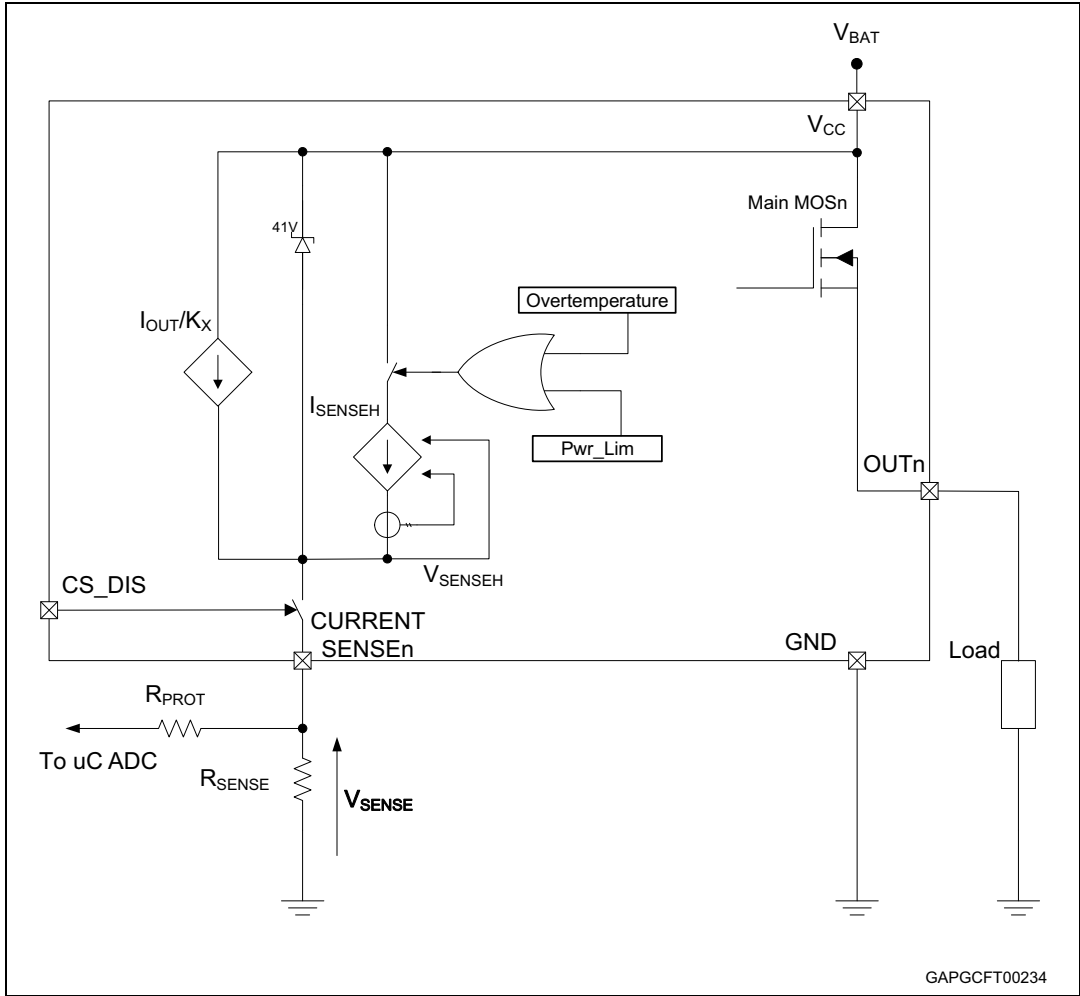 VBAT
VCC
Main MOSn
41V
Overtemperature
IOUT/KX
ISENSEH
Pwr_Lim
OUTn
VSENSEH
CS_DIS
CURRENT
SENSEn
GND
Load
RPROT
To uC ADC
RSENSE
VSENSE
GAPGCFT00234